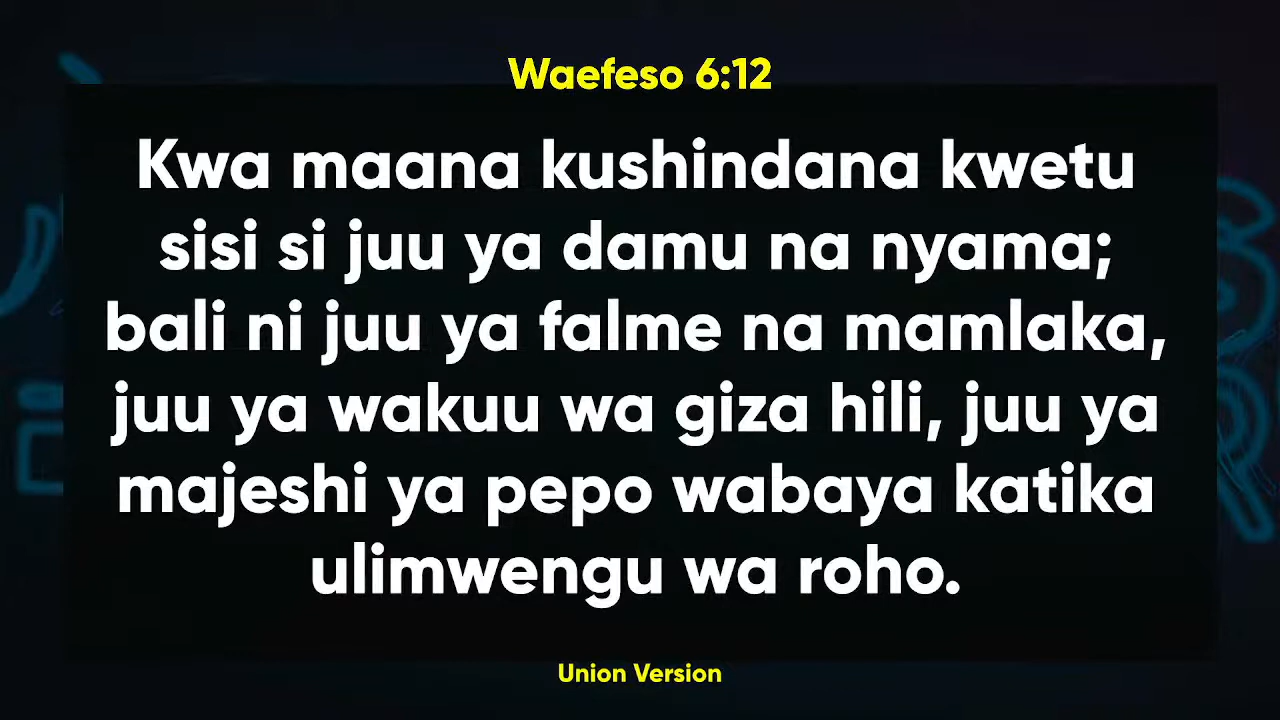 Waefeso 6:12
Kwa maana kushindana kwetu
sisi si juu ya damu na nyama;
bali ni juu ya falme na mamlaka,
juu ya wakuu wa giza hili, juu ya
majeshi ya pepo wabaya katika
ulimwengu wa roho.
Union Version